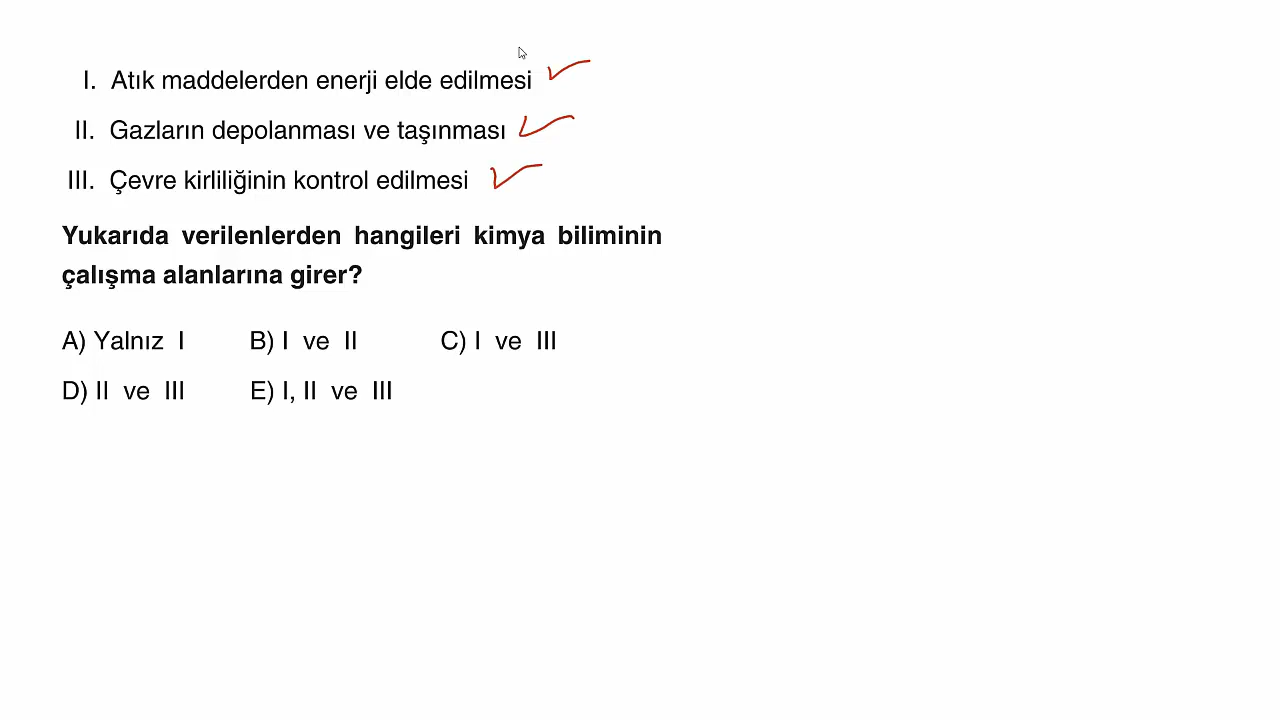 I. Atık maddelerden enerji elde edilmesi
II. Gazların depolanması ve taşınması
III. Çevre kirliliğinin kontrol edilmesi
Yukarıda verilenlerden hangileri kimya biliminin
çalışma alanlarına girer?
A) Yalnız I B) I ve II C) I ve III
D) II ve III E) I, II ve III